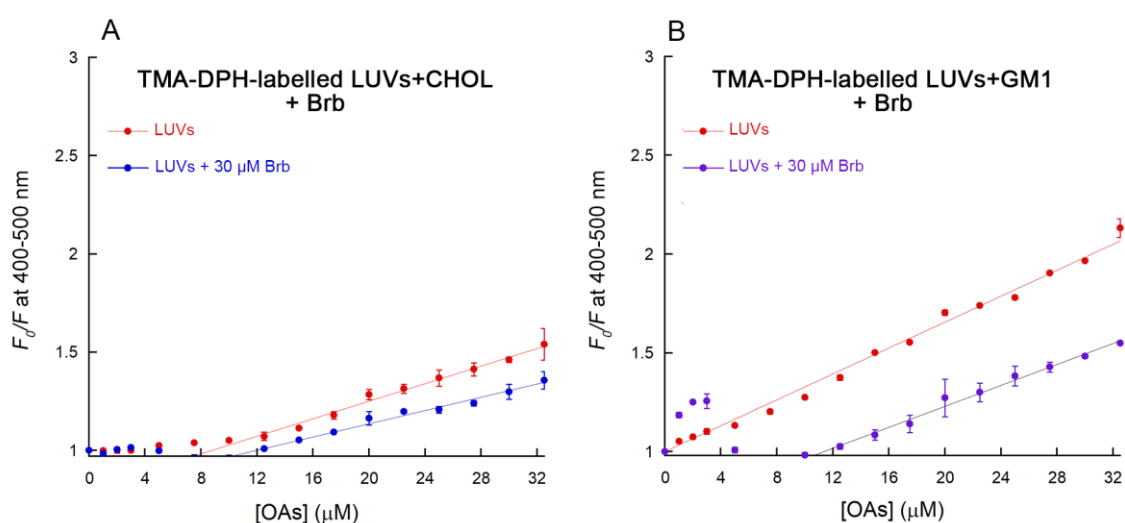 A
TMA-DPH-labelled LUVs+CHOL
+ Brb
LUVs
LUVs + 30 µM Brb
F0/F at 400-500 nm
3
2.5
2
1.5
1
0 4 8 12 16 20 24 28 32
[OAs] (µM)
B
TMA-DPH-labelled LUVs+GM1
+ Brb
LUVs
LUVs + 30 µM Brb
F0/F at 400-500 nm
3
2.5
2
1.5
1
0 4 8 12 16 20 24 28 32
[OAs] (µM)